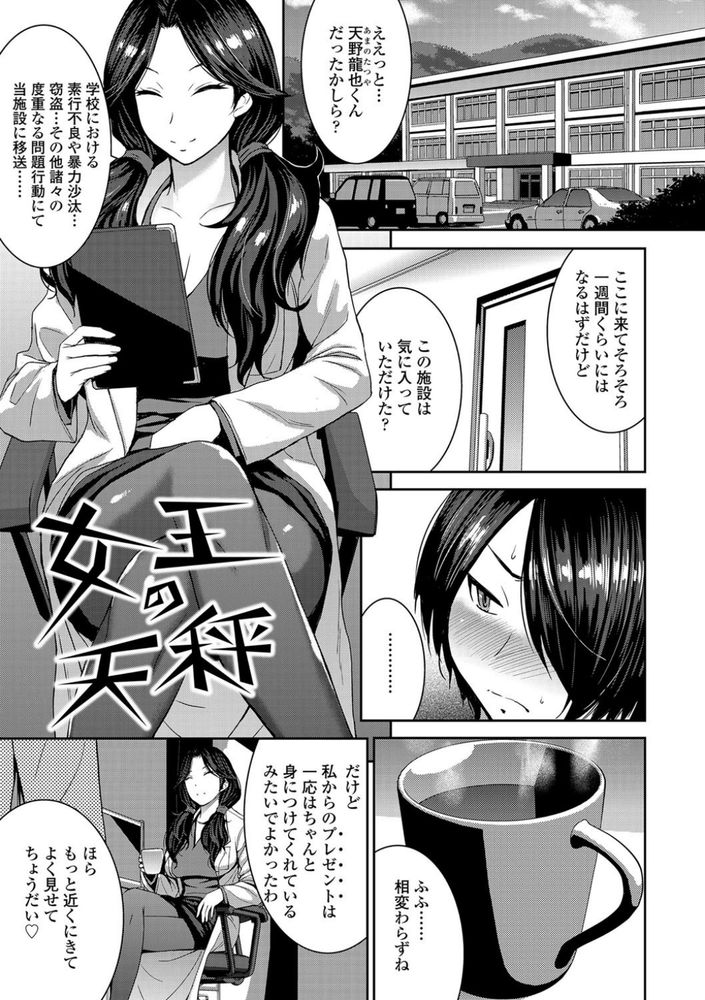 ええっと…
天野龍也くん
あまのたつや
だったかしら？
学校における
素行不良や暴力沙汰…
窃盗…その他諸々の
度重なる問題行動にて
当施設に移送……
ここに来てそろそろ
一週間くらいには
なるはずだけど
この施設は
気に入って
いただけた？
女王
の
天秤
………
ふふ……
相変わらずね
だけど
私からのプレゼントは
一応はちゃんと
身につけてくれている
みたいでよかったわ
ほら
もっと近くにきて
よく見せて
ちょうだい♡